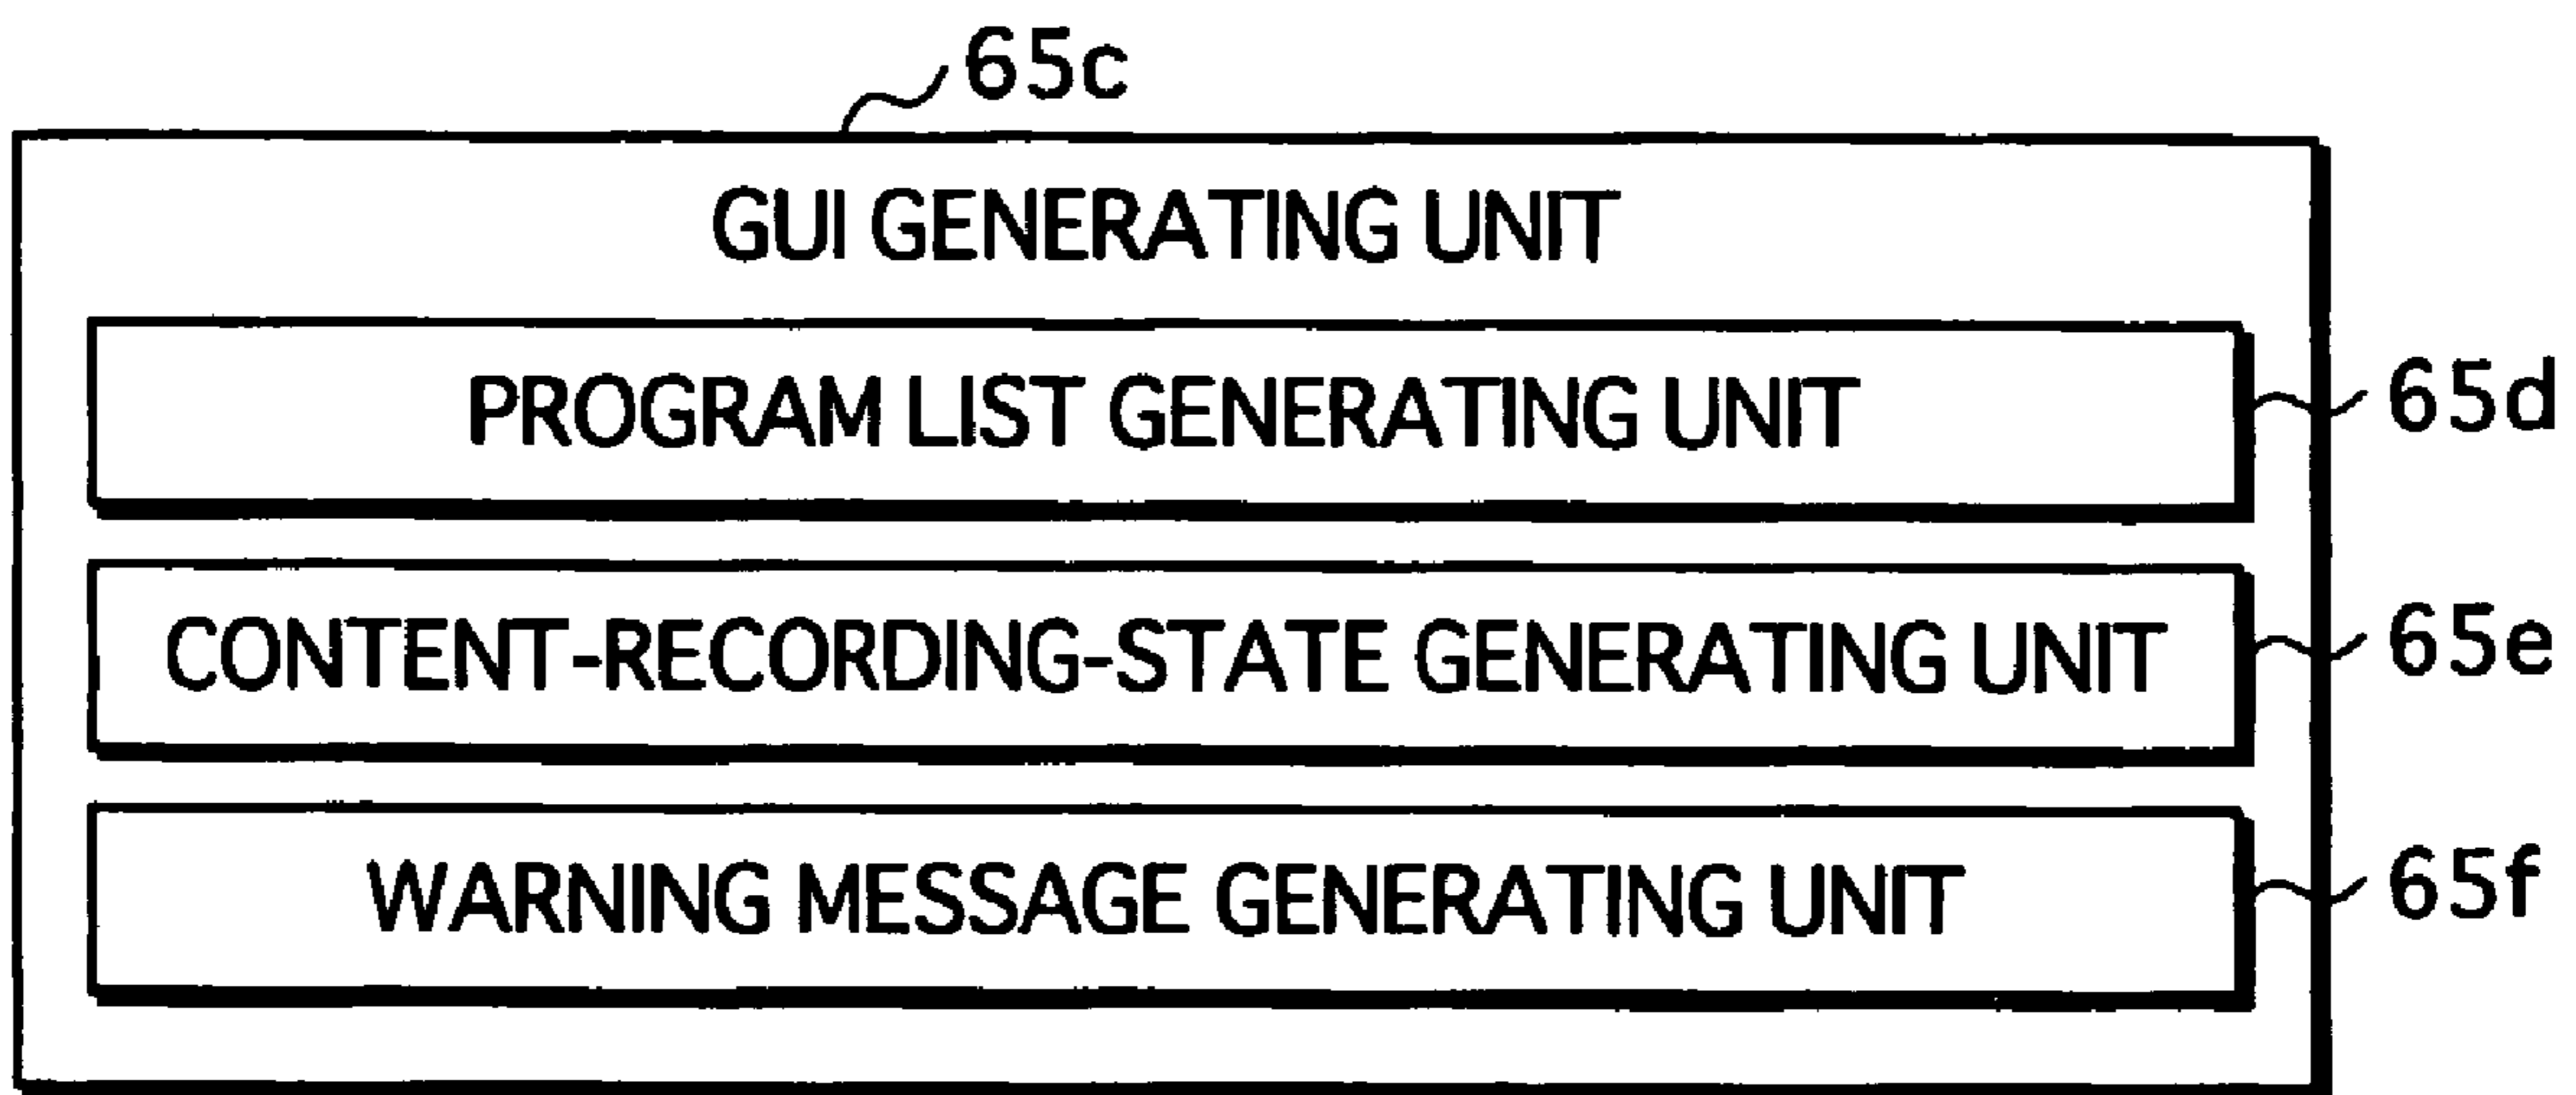 65c
GUI GENERATING UNIT
PROGRAM LIST GENERATING UNIT
65d
CONTENT-RECORDING-STATE GENERATING UNIT
65e
WARNING MESSAGE GENERATING UNIT
65f